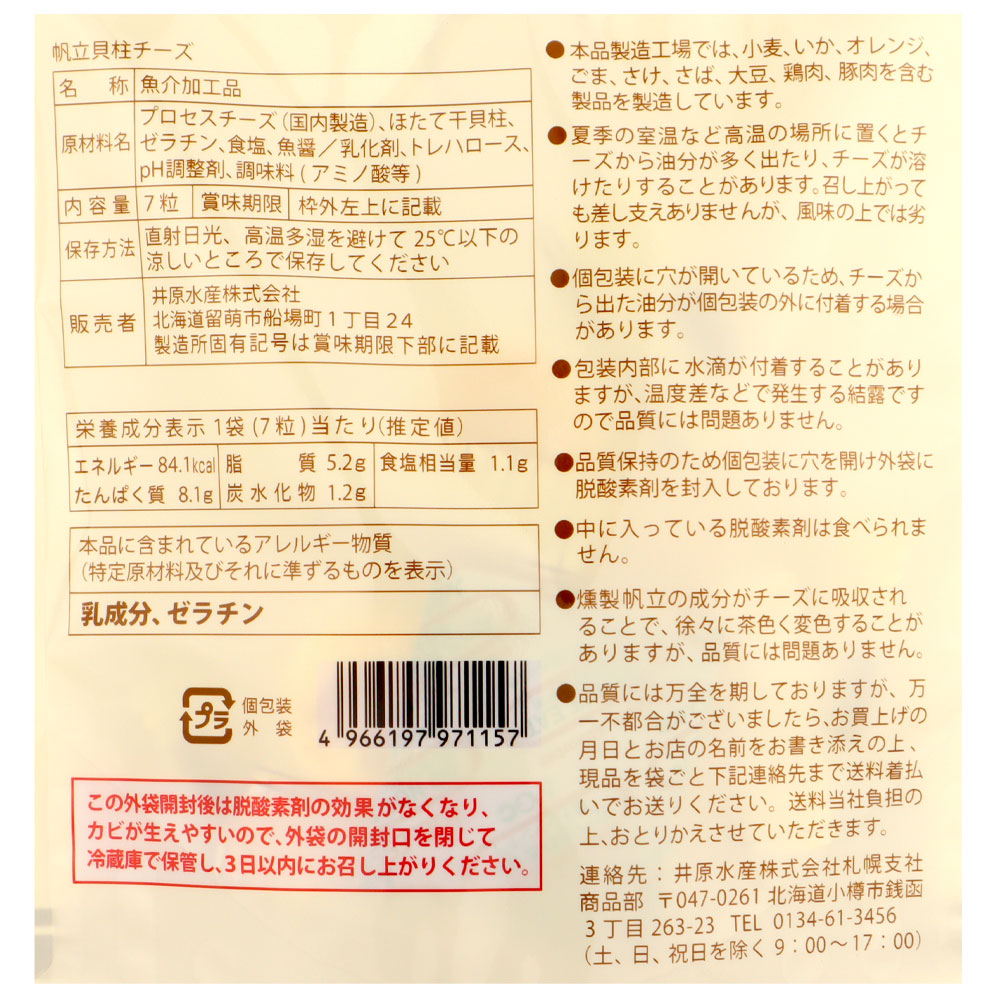 帆立貝柱チーズ
名 称 魚介加工品
原材料名 プロセスチーズ(国内製造)、ほたて干貝柱、
ゼラチン、食塩、魚醤／乳化剤、トレハロース、
pH調整剤、調味料(アミノ酸等)
内容量 7粒 賞味期限 枠外左上に記載
保存方法 直射日光、高温多湿を避けて25℃以下の
涼しいところで保存してください
販売者 井原水産株式会社
北海道留萌市船場町1丁目24
製造所固有記号は賞味期限下部に記載
栄養成分表示 1袋(7粒)当たり(推定値)
エネルギー 84.1kcal 脂 質 5.2g 食塩相当量 1.1g
たんぱく質 8.1g 炭水化物 1.2g
本品に含まれているアレルギー物質
(特定原材料及びそれに準ずるものを表示)
乳成分、ゼラチン
プラ
個包装
外 袋
4 966197 971157
この外袋開封後は脱酸素剤の効果がなくなり、
カビが生えやすいので、外袋の開封口を閉じて
冷蔵庫で保管し、3日以内にお召し上がりください。
●本品製造工場では、小麦、いか、オレンジ、
ごま、さけ、さば、大豆、鶏肉、豚肉を含む
製品を製造しています。
●夏季の室温など高温の場所に置くとチ
ーズから油分が多く出たり、チーズが溶
けたりすることがあります。召し上がって
も差し支えありませんが、風味の上では劣
ります。
●個包装に穴が開いているため、チーズか
ら出た油分が個包装の外に付着する場合
があります。
●包装内部に水滴が付着することがあり
ますが、温度差などで発生する結露です
ので品質には問題ありません。
●品質保持のため個包装に穴を開け外袋に
脱酸素剤を封入しております。
●中に入っている脱酸素剤は食べられま
せん。
●燻製帆立の成分がチーズに吸収され
ることで、徐々に茶色く変色することが
ありますが、品質には問題ありません。
●品質には万全を期しておりますが、万
一不都合がございましたら、お買上げの
月日とお店の名前をお書き添えの上、
現品を袋ごと下記連絡先まで送料着払
いでお送りください。送料当社負担の
上、おとりかえさせていただきます。
連絡先：井原水産株式会社札幌支社
商品部 〒047-0261 北海道小樽市銭函
3丁目263-23 TEL 0134-61-3456
(土、日、祝日を除く 9：00～17：00)